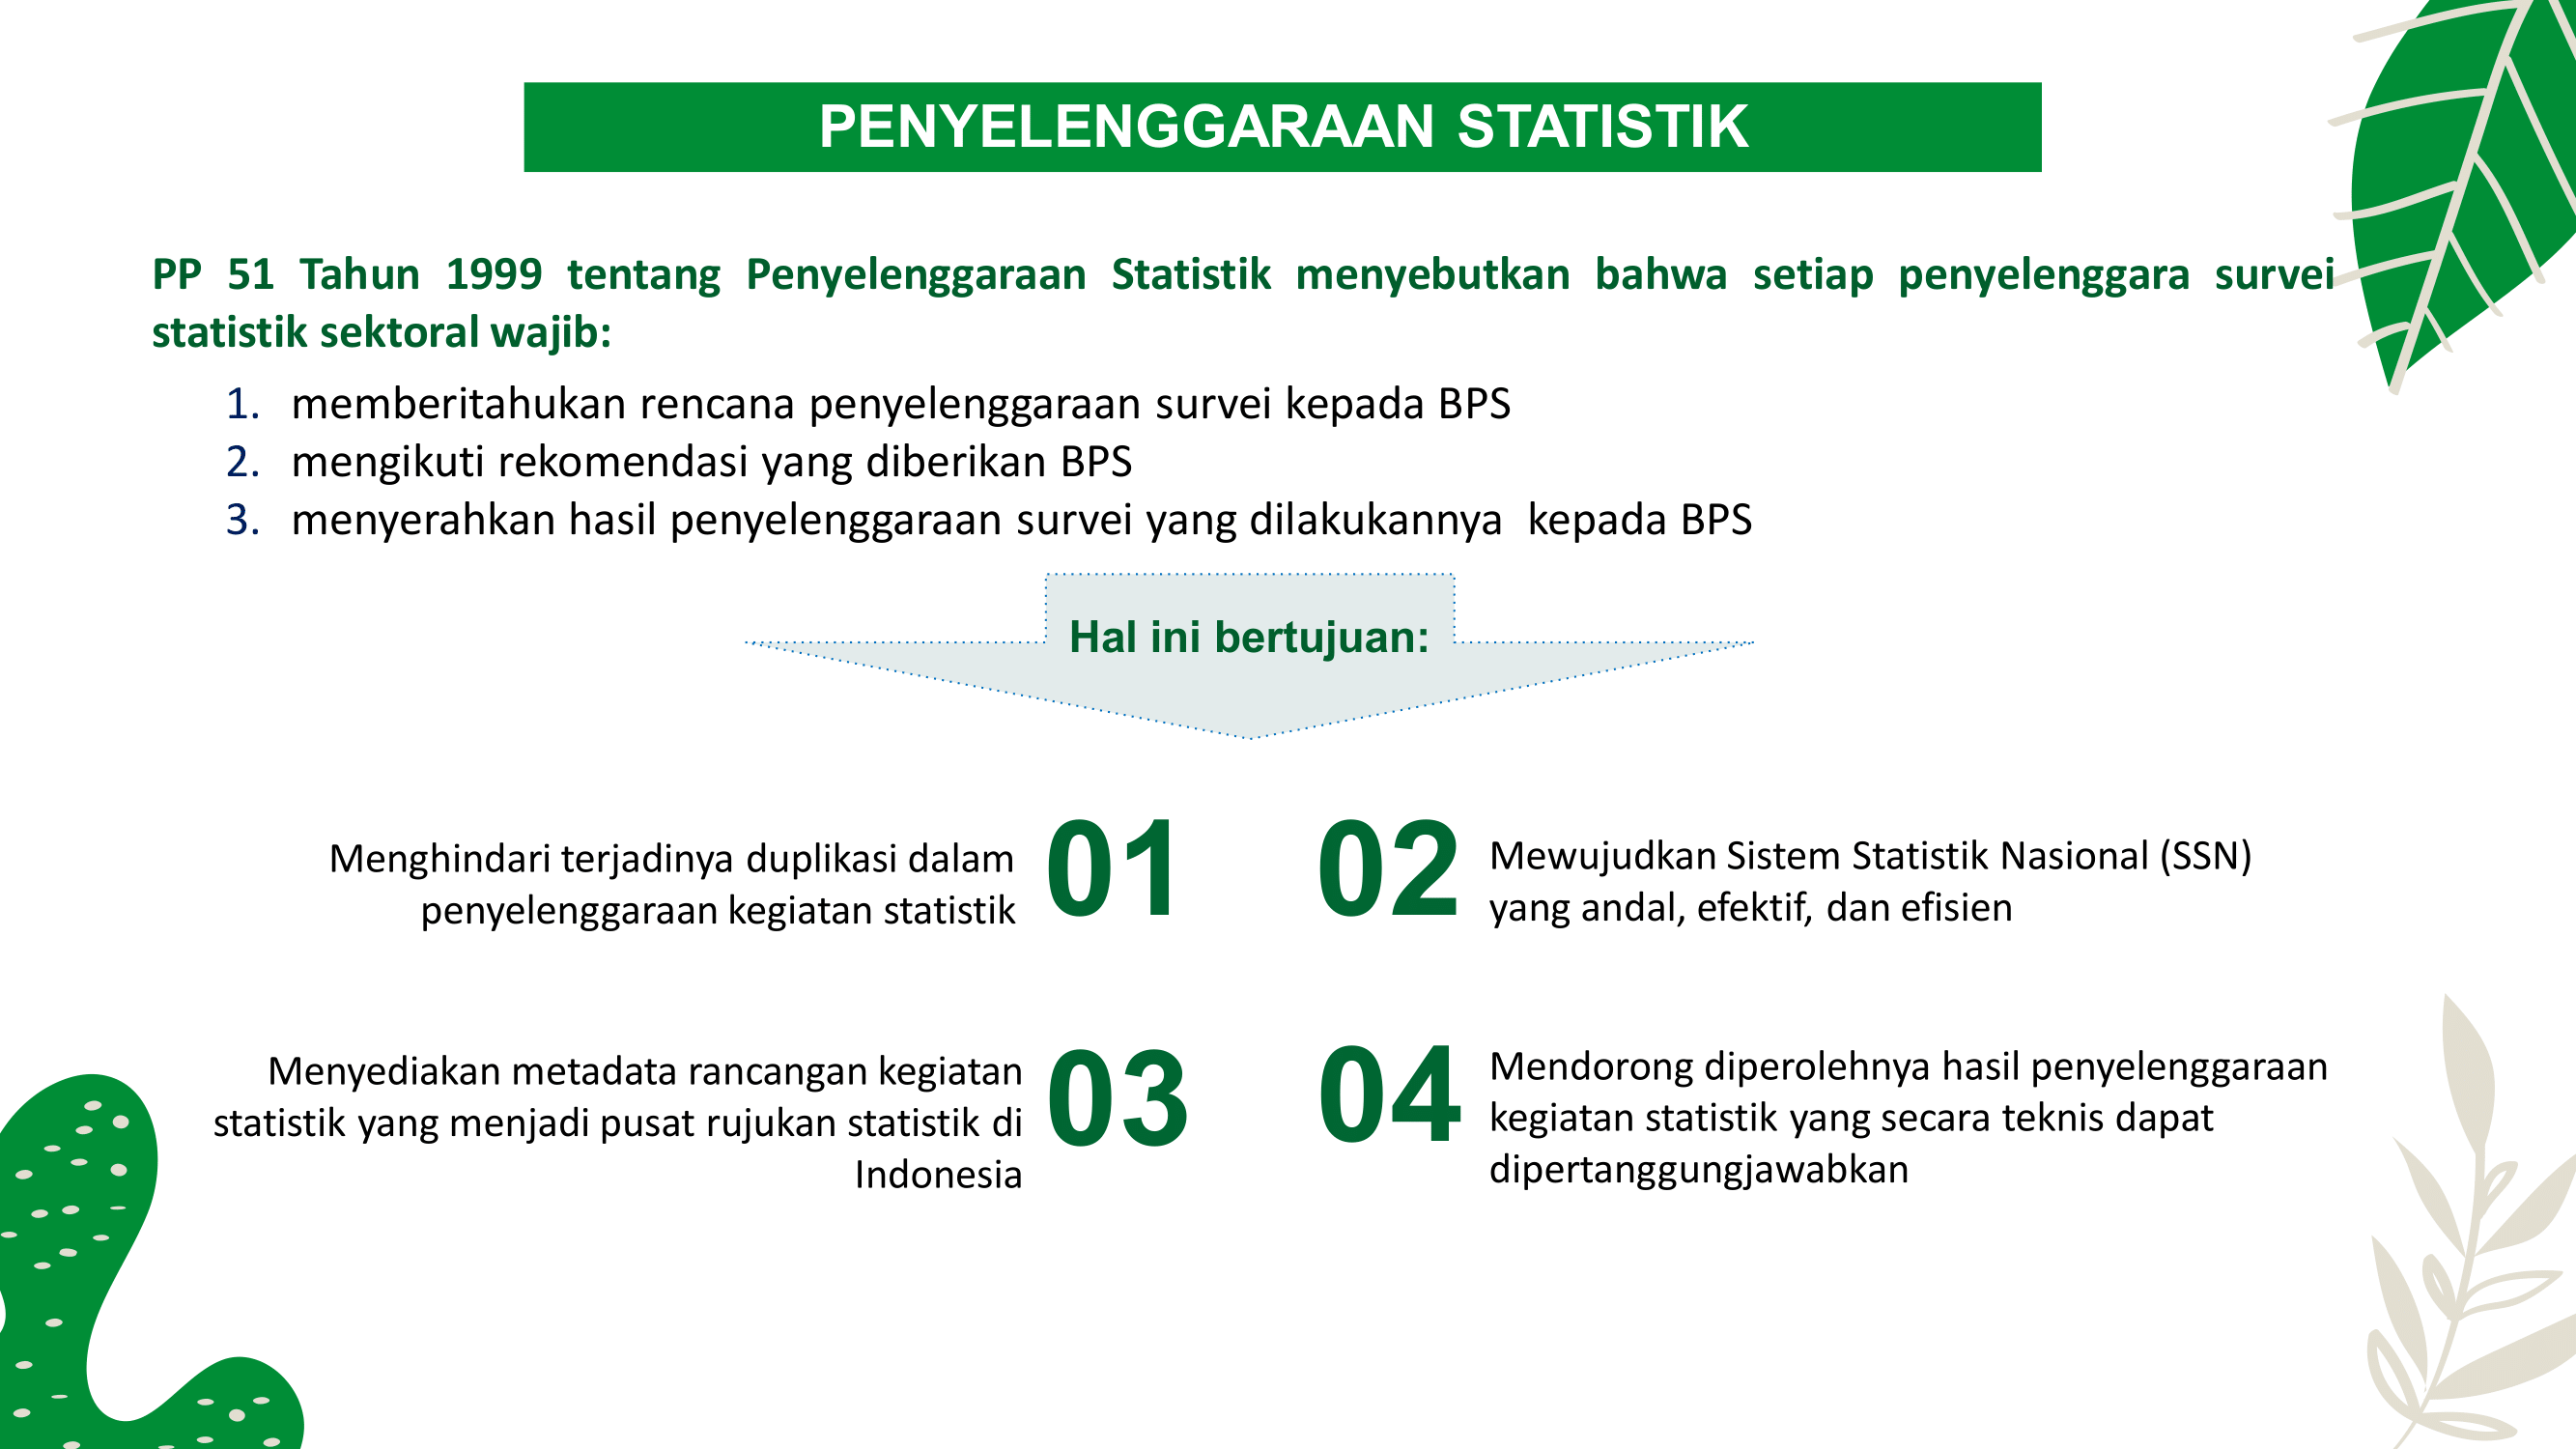 PENYELENGGARAAN STATISTIK
PP 51 Tahun 1999 tentang Penyelenggaraan Statistik menyebutkan bahwa setiap penyelenggara survei
statistik sektoral wajib:
1. memberitahukan rencana penyelenggaraan survei kepada BPS
2. mengikuti rekomendasi yang diberikan BPS
3. menyerahkan hasil penyelenggaraan survei yang dilakukannya kepada BPS
Hal ini bertujuan:
01
Menghindari terjadinya duplikasi dalam
penyelenggaraan kegiatan statistik
02
Mewujudkan Sistem Statistik Nasional (SSN)
yang andal, efektif, dan efisien
03
Menyediakan metadata rancangan kegiatan
statistik yang menjadi pusat rujukan statistik di
Indonesia
04
Mendorong diperolehnya hasil penyelenggaraan
kegiatan statistik yang secara teknis dapat
dipertanggungjawabkan